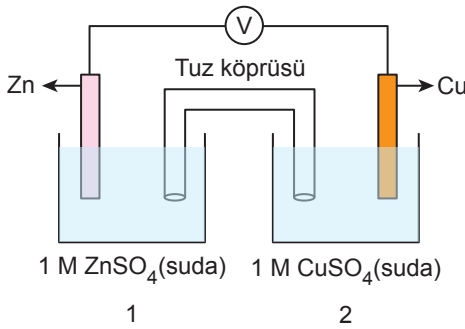 V
Zn
Tuz köprüsü
Cu
1 M ZnSO₄(suda)
1 M CuSO₄(suda)
1
2